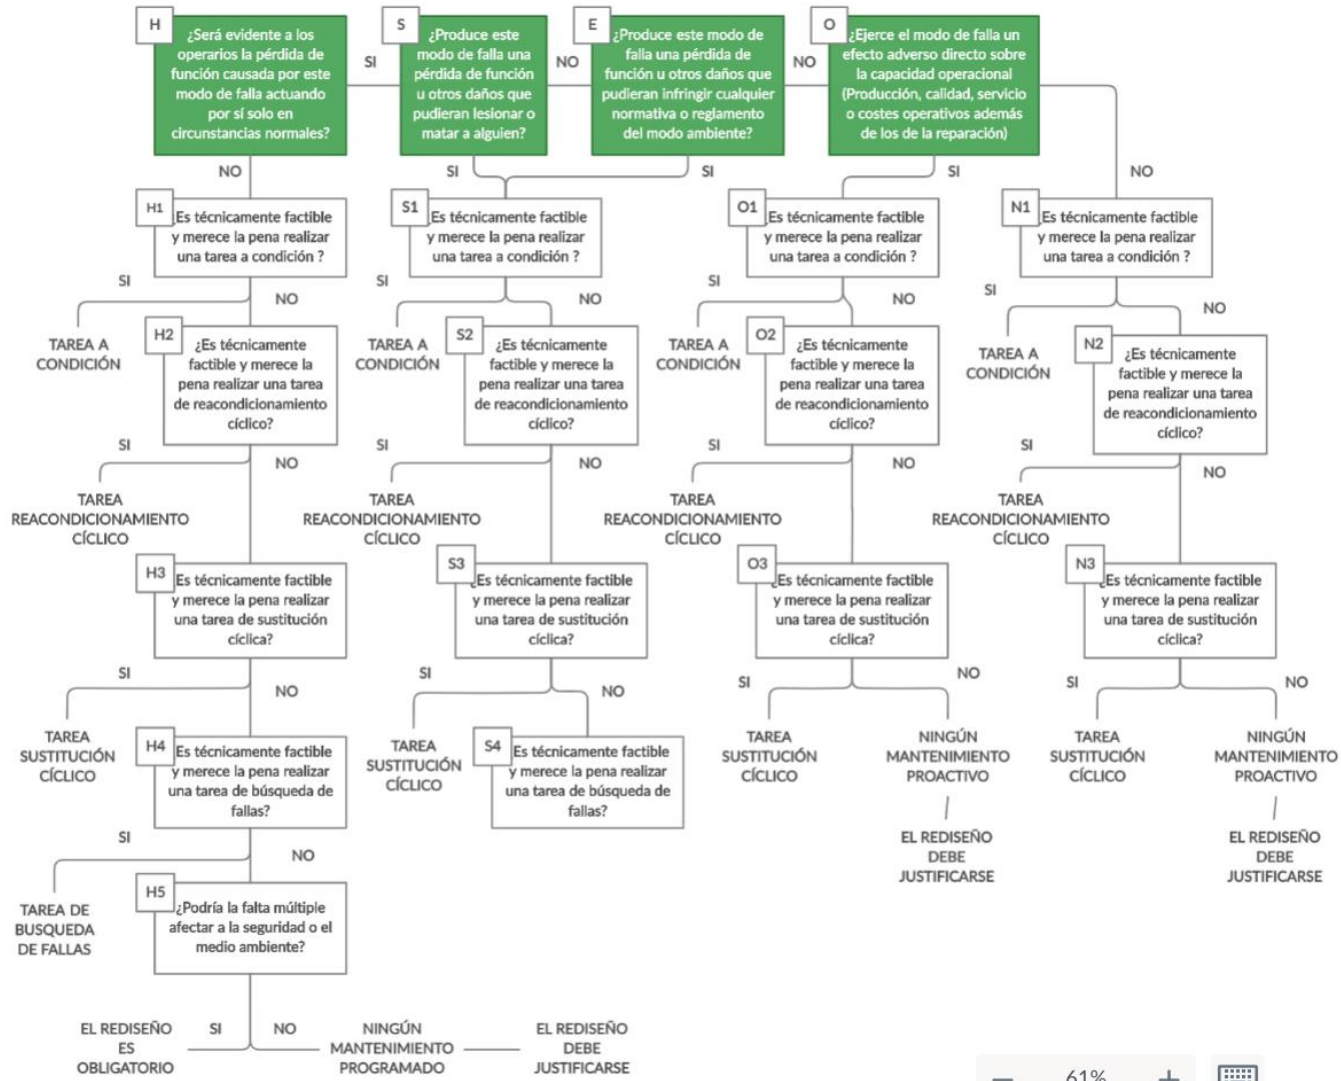 H
¿Será evidente a los
operarios la pérdida de
función causada por este
modo de falla actuando
por sí solo en
circunstancias normales?
SI
S
¿Produce este
modo de falla una
pérdida de función
u otros daños que
pudieran lesionar o
matar a alguien?
NO
E
¿Produce este modo de
falla una pérdida de
función u otros daños que
pudieran infringir cualquier
normativa o reglamento
del modo ambiente?
NO
O
¿Ejerce el modo de falla un
efecto adverso directo sobre
la capacidad operacional
(Producción, calidad, servicio
o costes operativos además
de los de la reparación)
NO
SI
SI
SI
NO
H1
¿Es técnicamente factible
y merece la pena realizar
una tarea a condición ?
S1
¿Es técnicamente factible
y merece la pena realizar
una tarea a condición ?
O1
¿Es técnicamente factible
y merece la pena realizar
una tarea a condición ?
N1
¿Es técnicamente factible
y merece la pena realizar
una tarea a condición ?
SI
NO
SI
NO
SI
NO
SI
NO
TAREA A
CONDICIÓN
H2
¿Es técnicamente
factible y merece la
pena realizar una tarea
de reacondicionamiento
cíclico?
TAREA A
CONDICIÓN
S2
¿Es técnicamente
factible y merece la
pena realizar una tarea
de reacondicionamiento
cíclico?
TAREA A
CONDICIÓN
O2
¿Es técnicamente
factible y merece la
pena realizar una tarea
de reacondicionamiento
cíclico?
TAREA A
CONDICIÓN
N2
¿Es técnicamente
factible y merece la
pena realizar una tarea
de reacondicionamiento
cíclico?
SI
NO
SI
NO
SI
NO
SI
NO
TAREA
REACONDICIONAMIENTO
CÍCLICO
TAREA
REACONDICIONAMIENTO
CÍCLICO
TAREA
REACONDICIONAMIENTO
CÍCLICO
TAREA
REACONDICIONAMIENTO
CÍCLICO
H3
¿Es técnicamente factible
y merece la pena realizar
una tarea de sustitución
cíclica?
S3
¿Es técnicamente factible
y merece la pena realizar
una tarea de sustitución
cíclica?
O3
¿Es técnicamente factible
y merece la pena realizar
una tarea de sustitución
cíclica?
N3
¿Es técnicamente factible
y merece la pena realizar
una tarea de sustitución
cíclica?
SI
NO
SI
NO
SI
NO
SI
NO
TAREA
SUSTITUCIÓN
CÍCLICO
H4
¿Es técnicamente factible
y merece la pena realizar
una tarea de búsqueda de
fallas?
TAREA
SUSTITUCIÓN
CÍCLICO
S4
¿Es técnicamente factible
y merece la pena realizar
una tarea de búsqueda de
fallas?
TAREA
SUSTITUCIÓN
CÍCLICO
NINGÚN
MANTENIMIENTO
PROACTIVO
TAREA
SUSTITUCIÓN
CÍCLICO
NINGÚN
MANTENIMIENTO
PROACTIVO
EL REDISEÑO
DEBE
JUSTIFICARSE
EL REDISEÑO
DEBE
JUSTIFICARSE
SI
NO
TAREA DE
BUSQUEDA
DE FALLAS
H5
¿Podría la falta múltiple
afectar a la seguridad o el
medio ambiente?
EL REDISEÑO
ES
OBLIGATORIO
SI
NO
NINGÚN
MANTENIMIENTO
PROGRAMADO
EL REDISEÑO
DEBE
JUSTIFICARSE
— 61% +